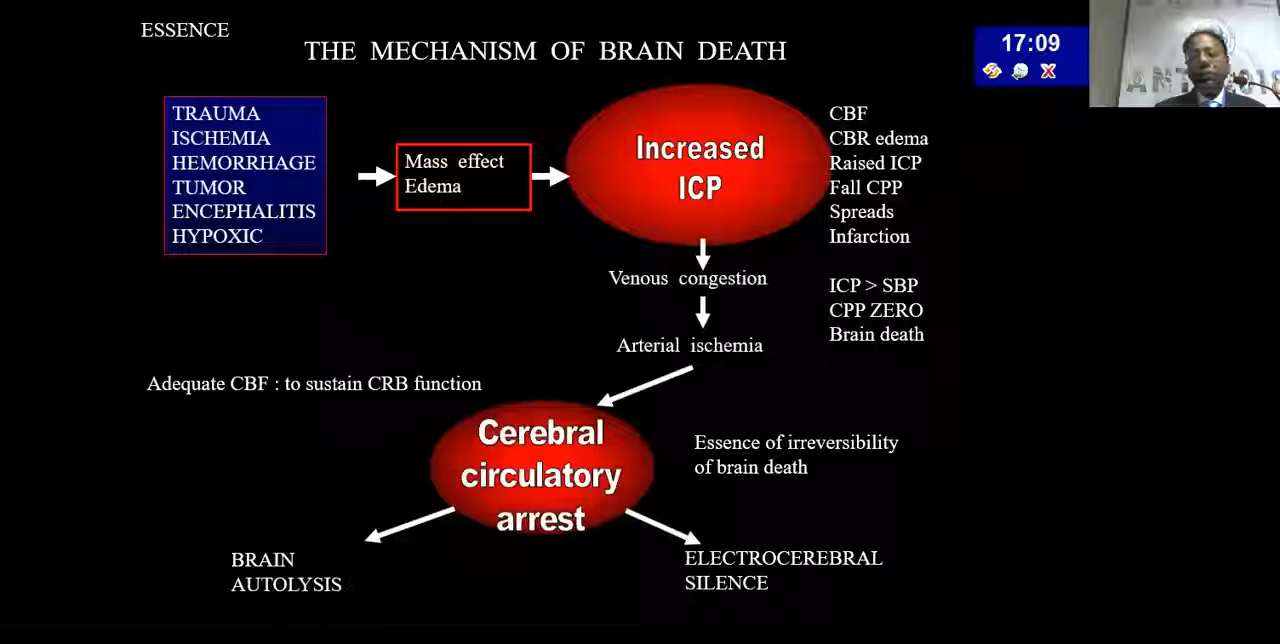 ESSENCE
THE MECHANISM OF BRAIN DEATH
17:09
TRAUMA
ISCHEMIA
HEMORRHAGE
TUMOR
ENCEPHALITIS
HYPOXIC
Mass effect
Edema
Increased
ICP
CBF
CBR edema
Raised ICP
Fall CPP
Spreads
Infarction
ICP > SBP
CPP ZERO
Brain death
Venous congestion
Arterial ischemia
Adequate CBF : to sustain CRB function
Cerebral
circulatory
arrest
Essence of irreversibility
of brain death
BRAIN
AUTOLYSIS
ELECTROCEREBRAL
SILENCE